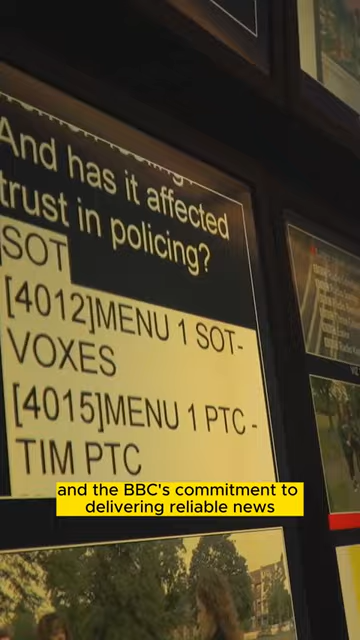 And has it affected
trust in policing?
SOT
[4012]MENU 1 SOT-
VOXES
[4015]MENU 1 PTC -
TIM PTC
and the BBC's commitment to
delivering reliable news